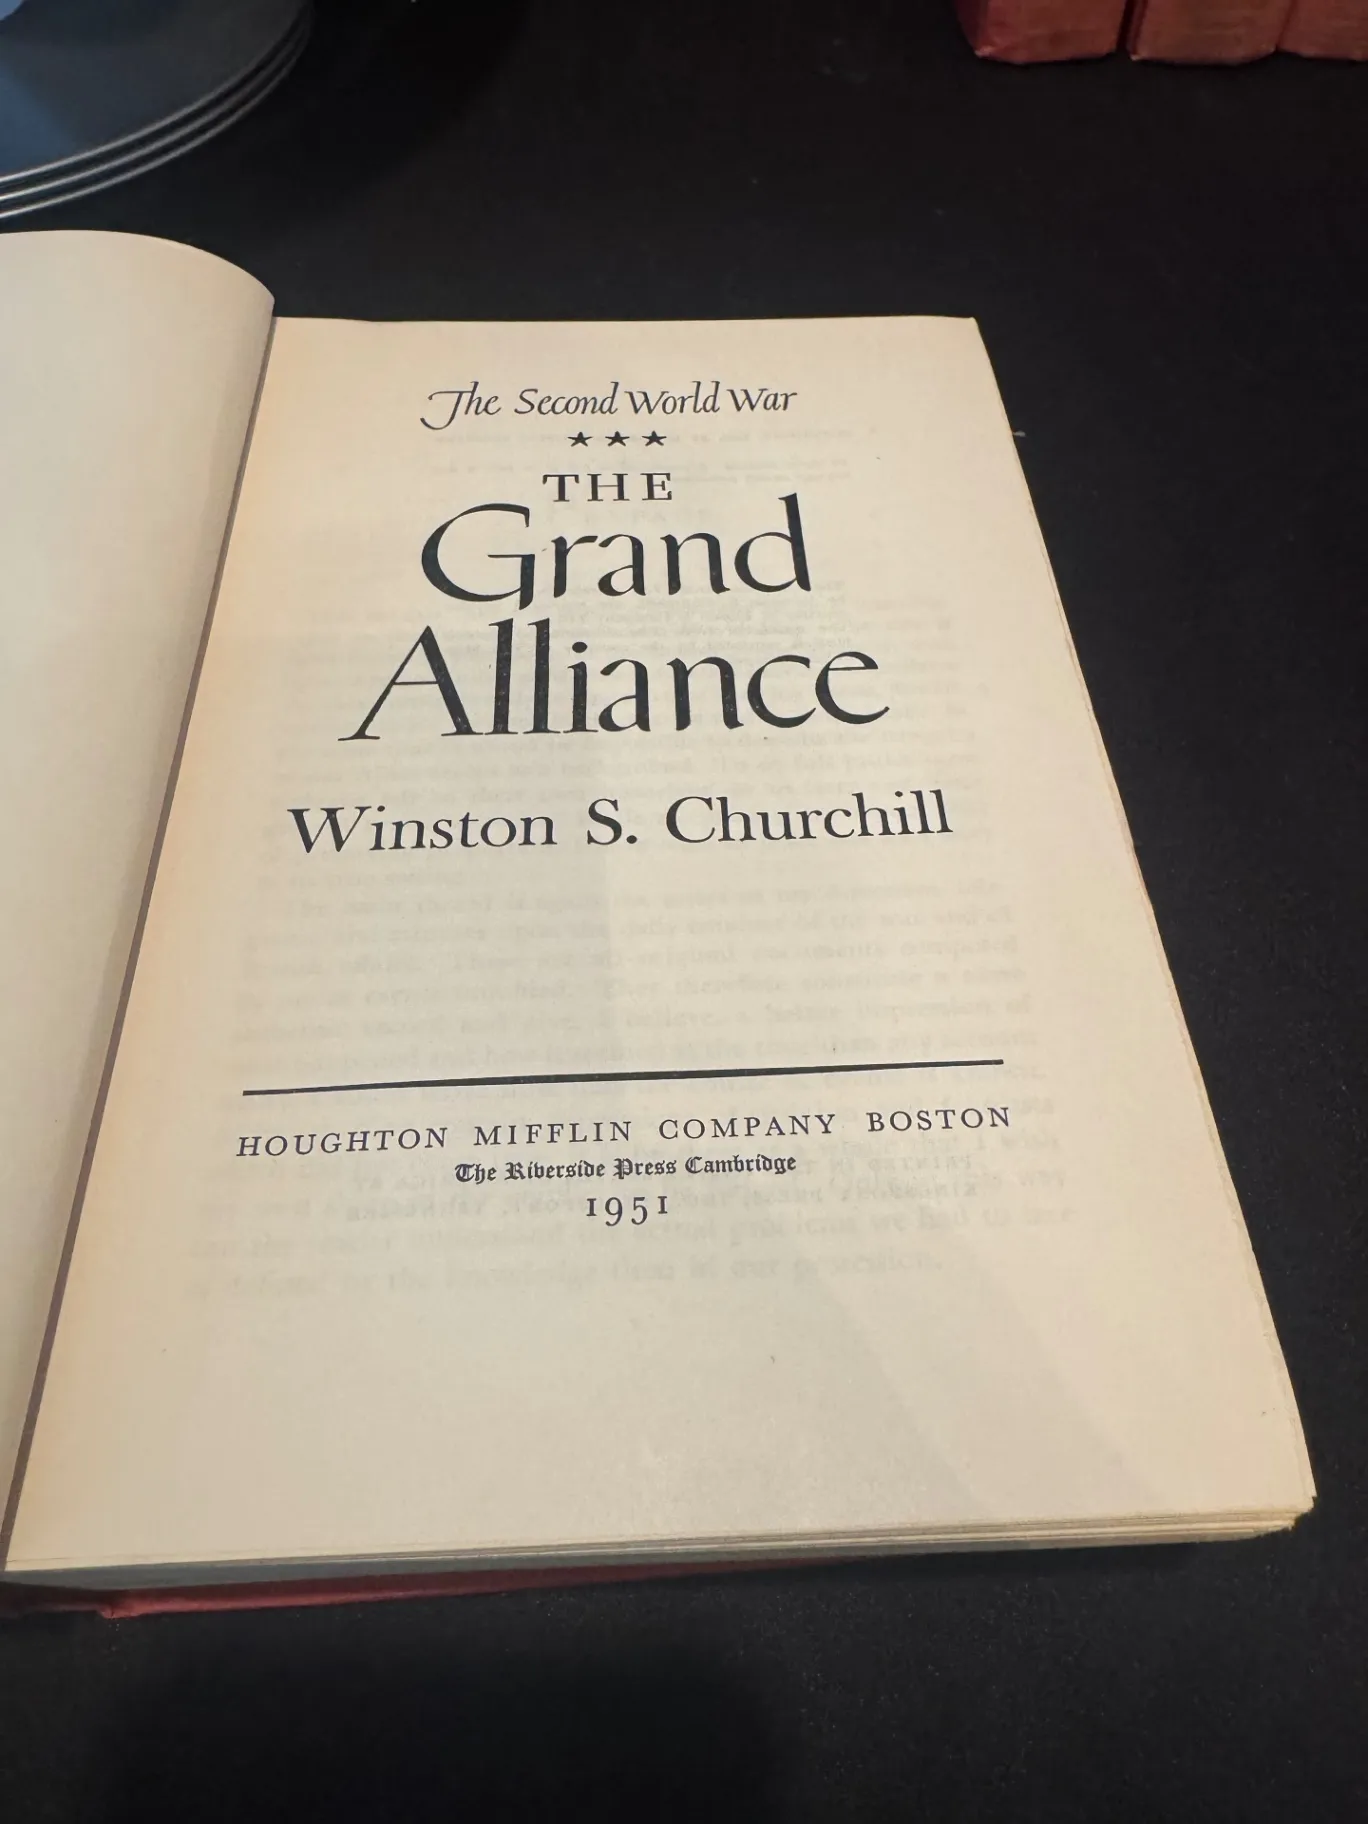 The Second World War
★ ★ ★
THE
Grand
Alliance
Winston S. Churchill
HOUGHTON MIFFLIN COMPANY BOSTON
The Riverside Press Cambridge
1951